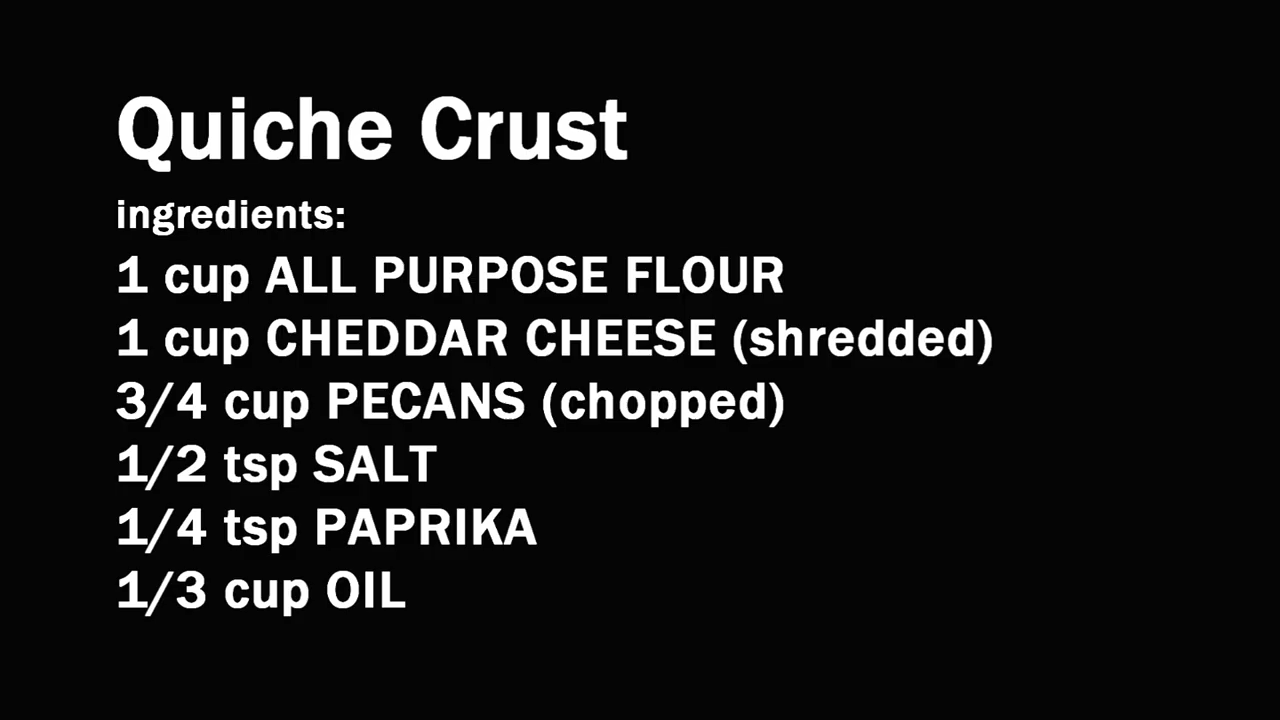 Quiche Crust
ingredients:
1 cup ALL PURPOSE FLOUR
1 cup CHEDDAR CHEESE (shredded)
3/4 cup PECANS (chopped)
1/2 tsp SALT
1/4 tsp PAPRIKA
1/3 cup OIL